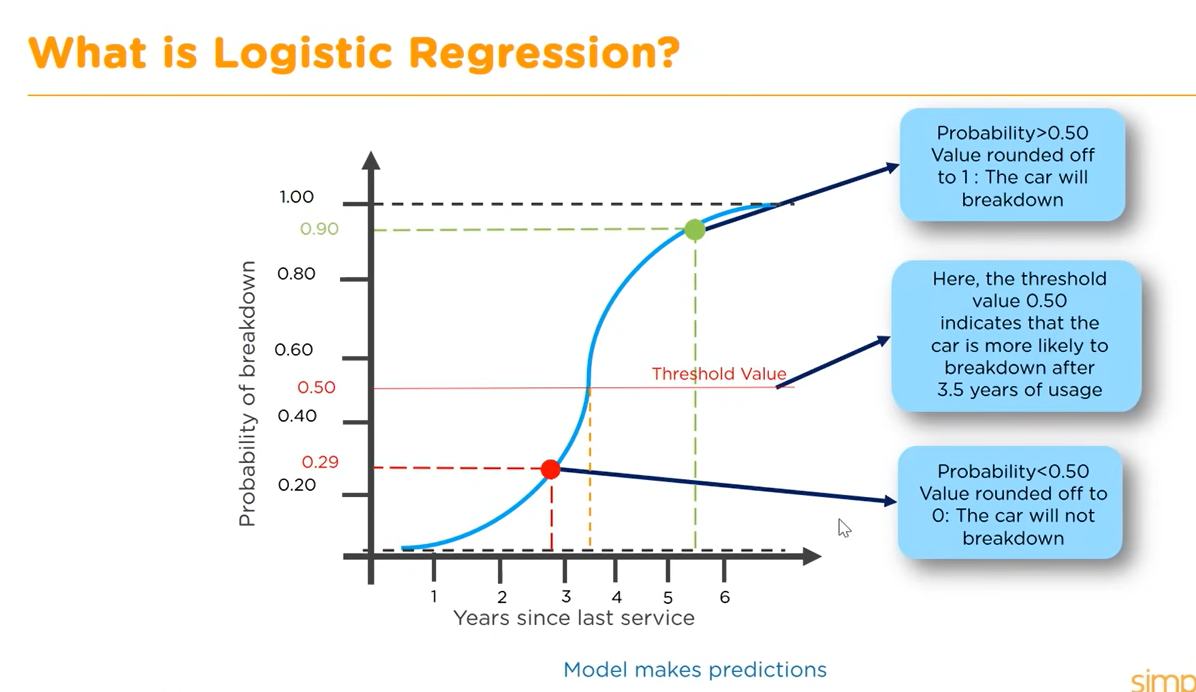 What is Logistic Regression?
Probability of breakdown
1.00
0.90
0.80
0.60
0.50
0.40
0.29
0.20
Threshold Value
1 2 3 4 5 6
Years since last service
Probability>0.50
Value rounded off
to 1 : The car will
breakdown
Here, the threshold
value 0.50
indicates that the
car is more likely to
breakdown after
3.5 years of usage
Probability<0.50
Value rounded off to
0: The car will not
breakdown
Model makes predictions
simp